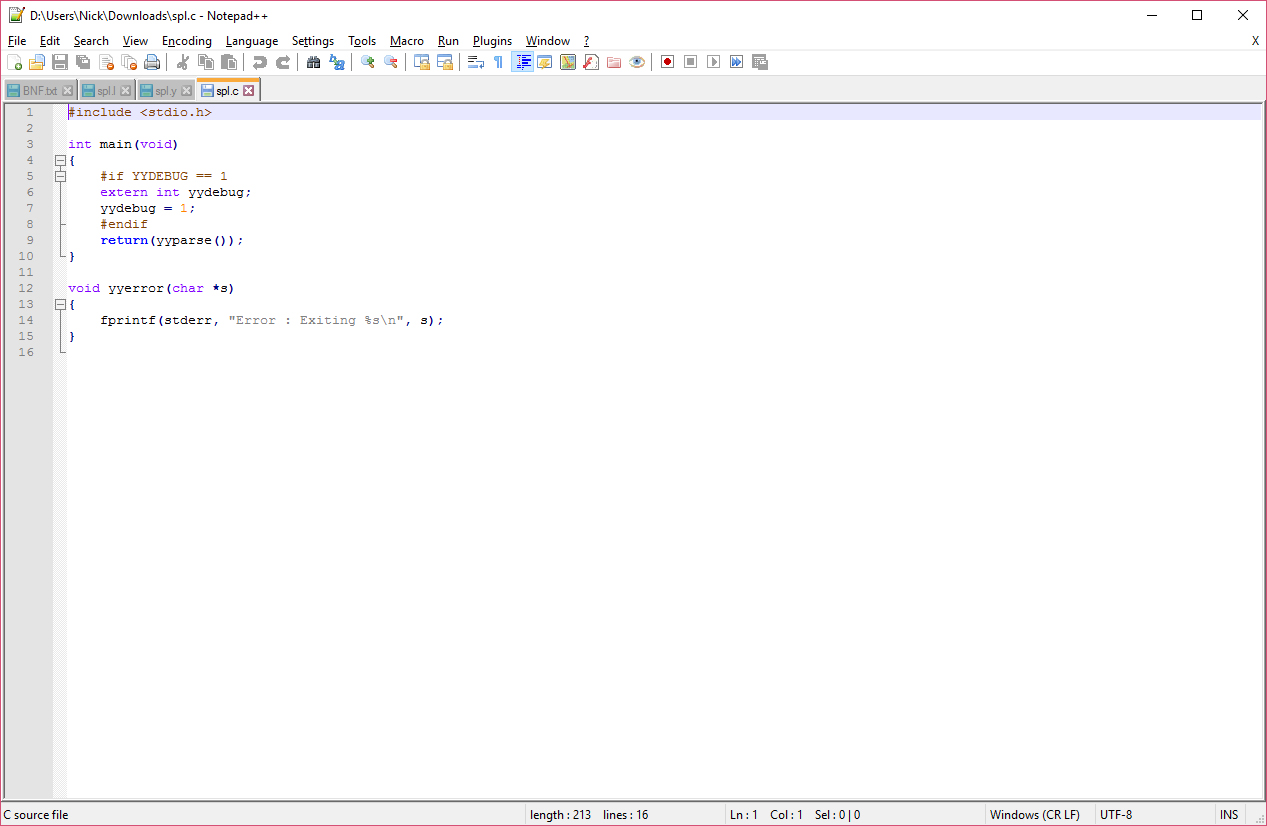 D:\Users\Nick\Downloads\spl.c - Notepad++
File Edit Search View Encoding Language Settings Tools Macro Run Plugins Window ? X
BNF.txt spl.l spl.y spl.c
1 #include <stdio.h>
2
3 int main(void)
4 {
5 #if YYDEBUG == 1
6 extern int yydebug;
7 yydebug = 1;
8 #endif
9 return(yyparse());
10 }
11
12 void yyerror(char *s)
13 {
14 fprintf(stderr, "Error : Exiting %s\n", s);
15 }
16
C source file length : 213 lines : 16 Ln : 1 Col : 1 Sel : 0 | 0 Windows (CR LF) UTF-8 INS